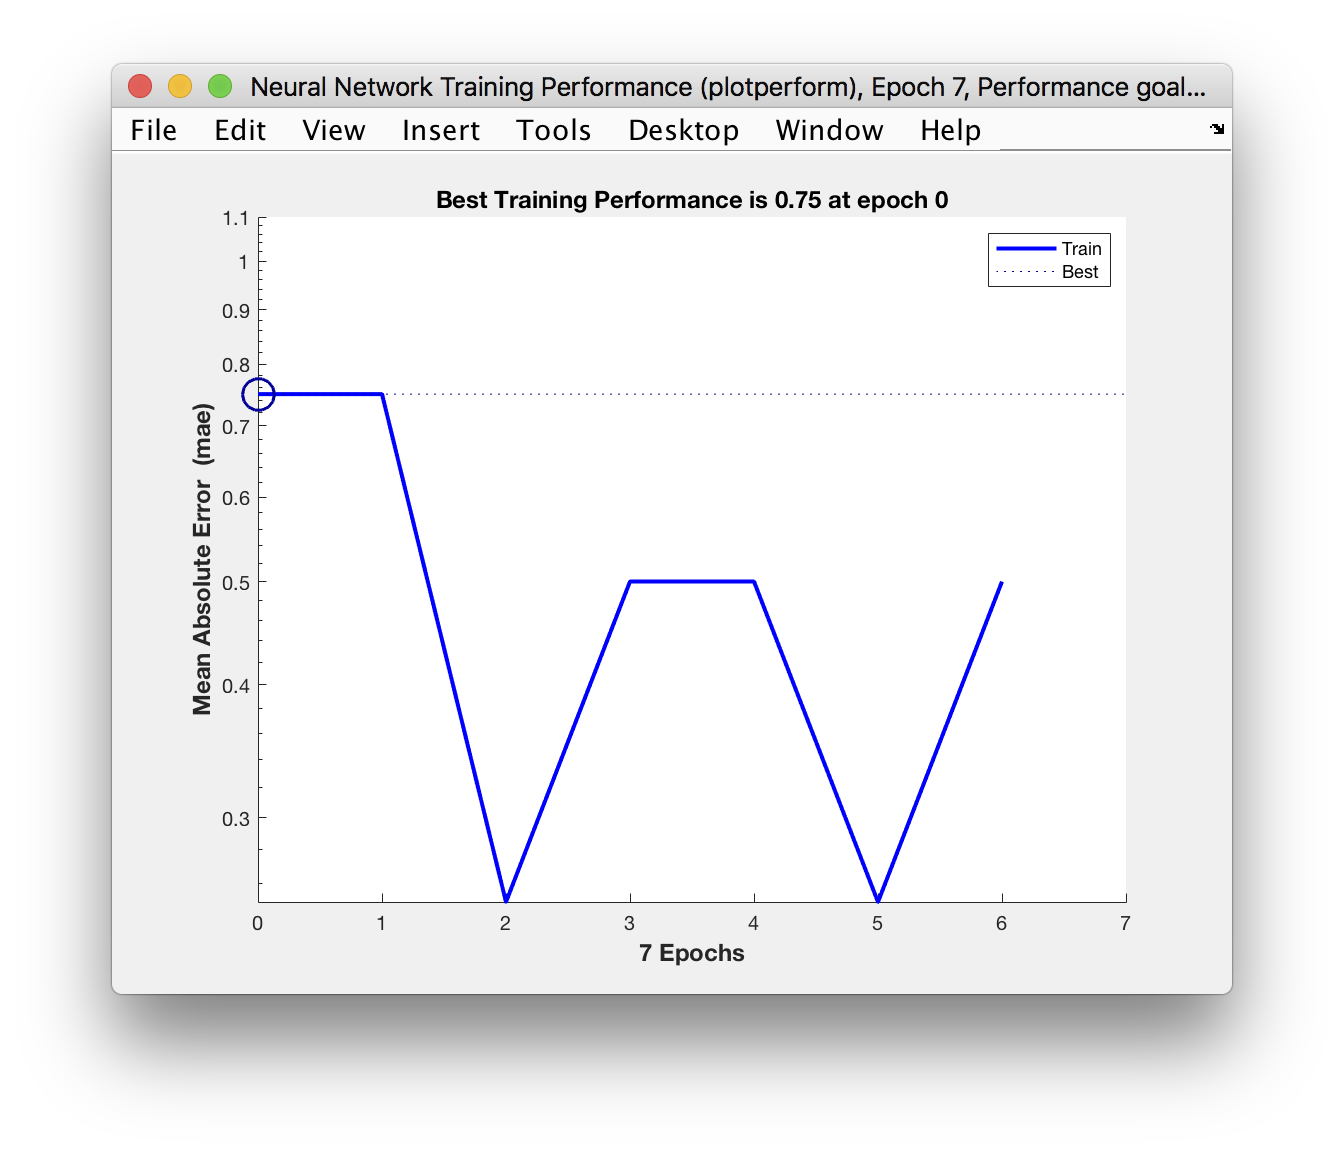 Neural Network Training Performance (plotperform), Epoch 7, Performance goal...
File Edit View Insert Tools Desktop Window Help
Best Training Performance is 0.75 at epoch 0
1.1
1
0.9
0.8
0.7
0.6
0.5
0.4
0.3
Mean Absolute Error (mae)
Train
Best
0 1 2 3 4 5 6 7
7 Epochs